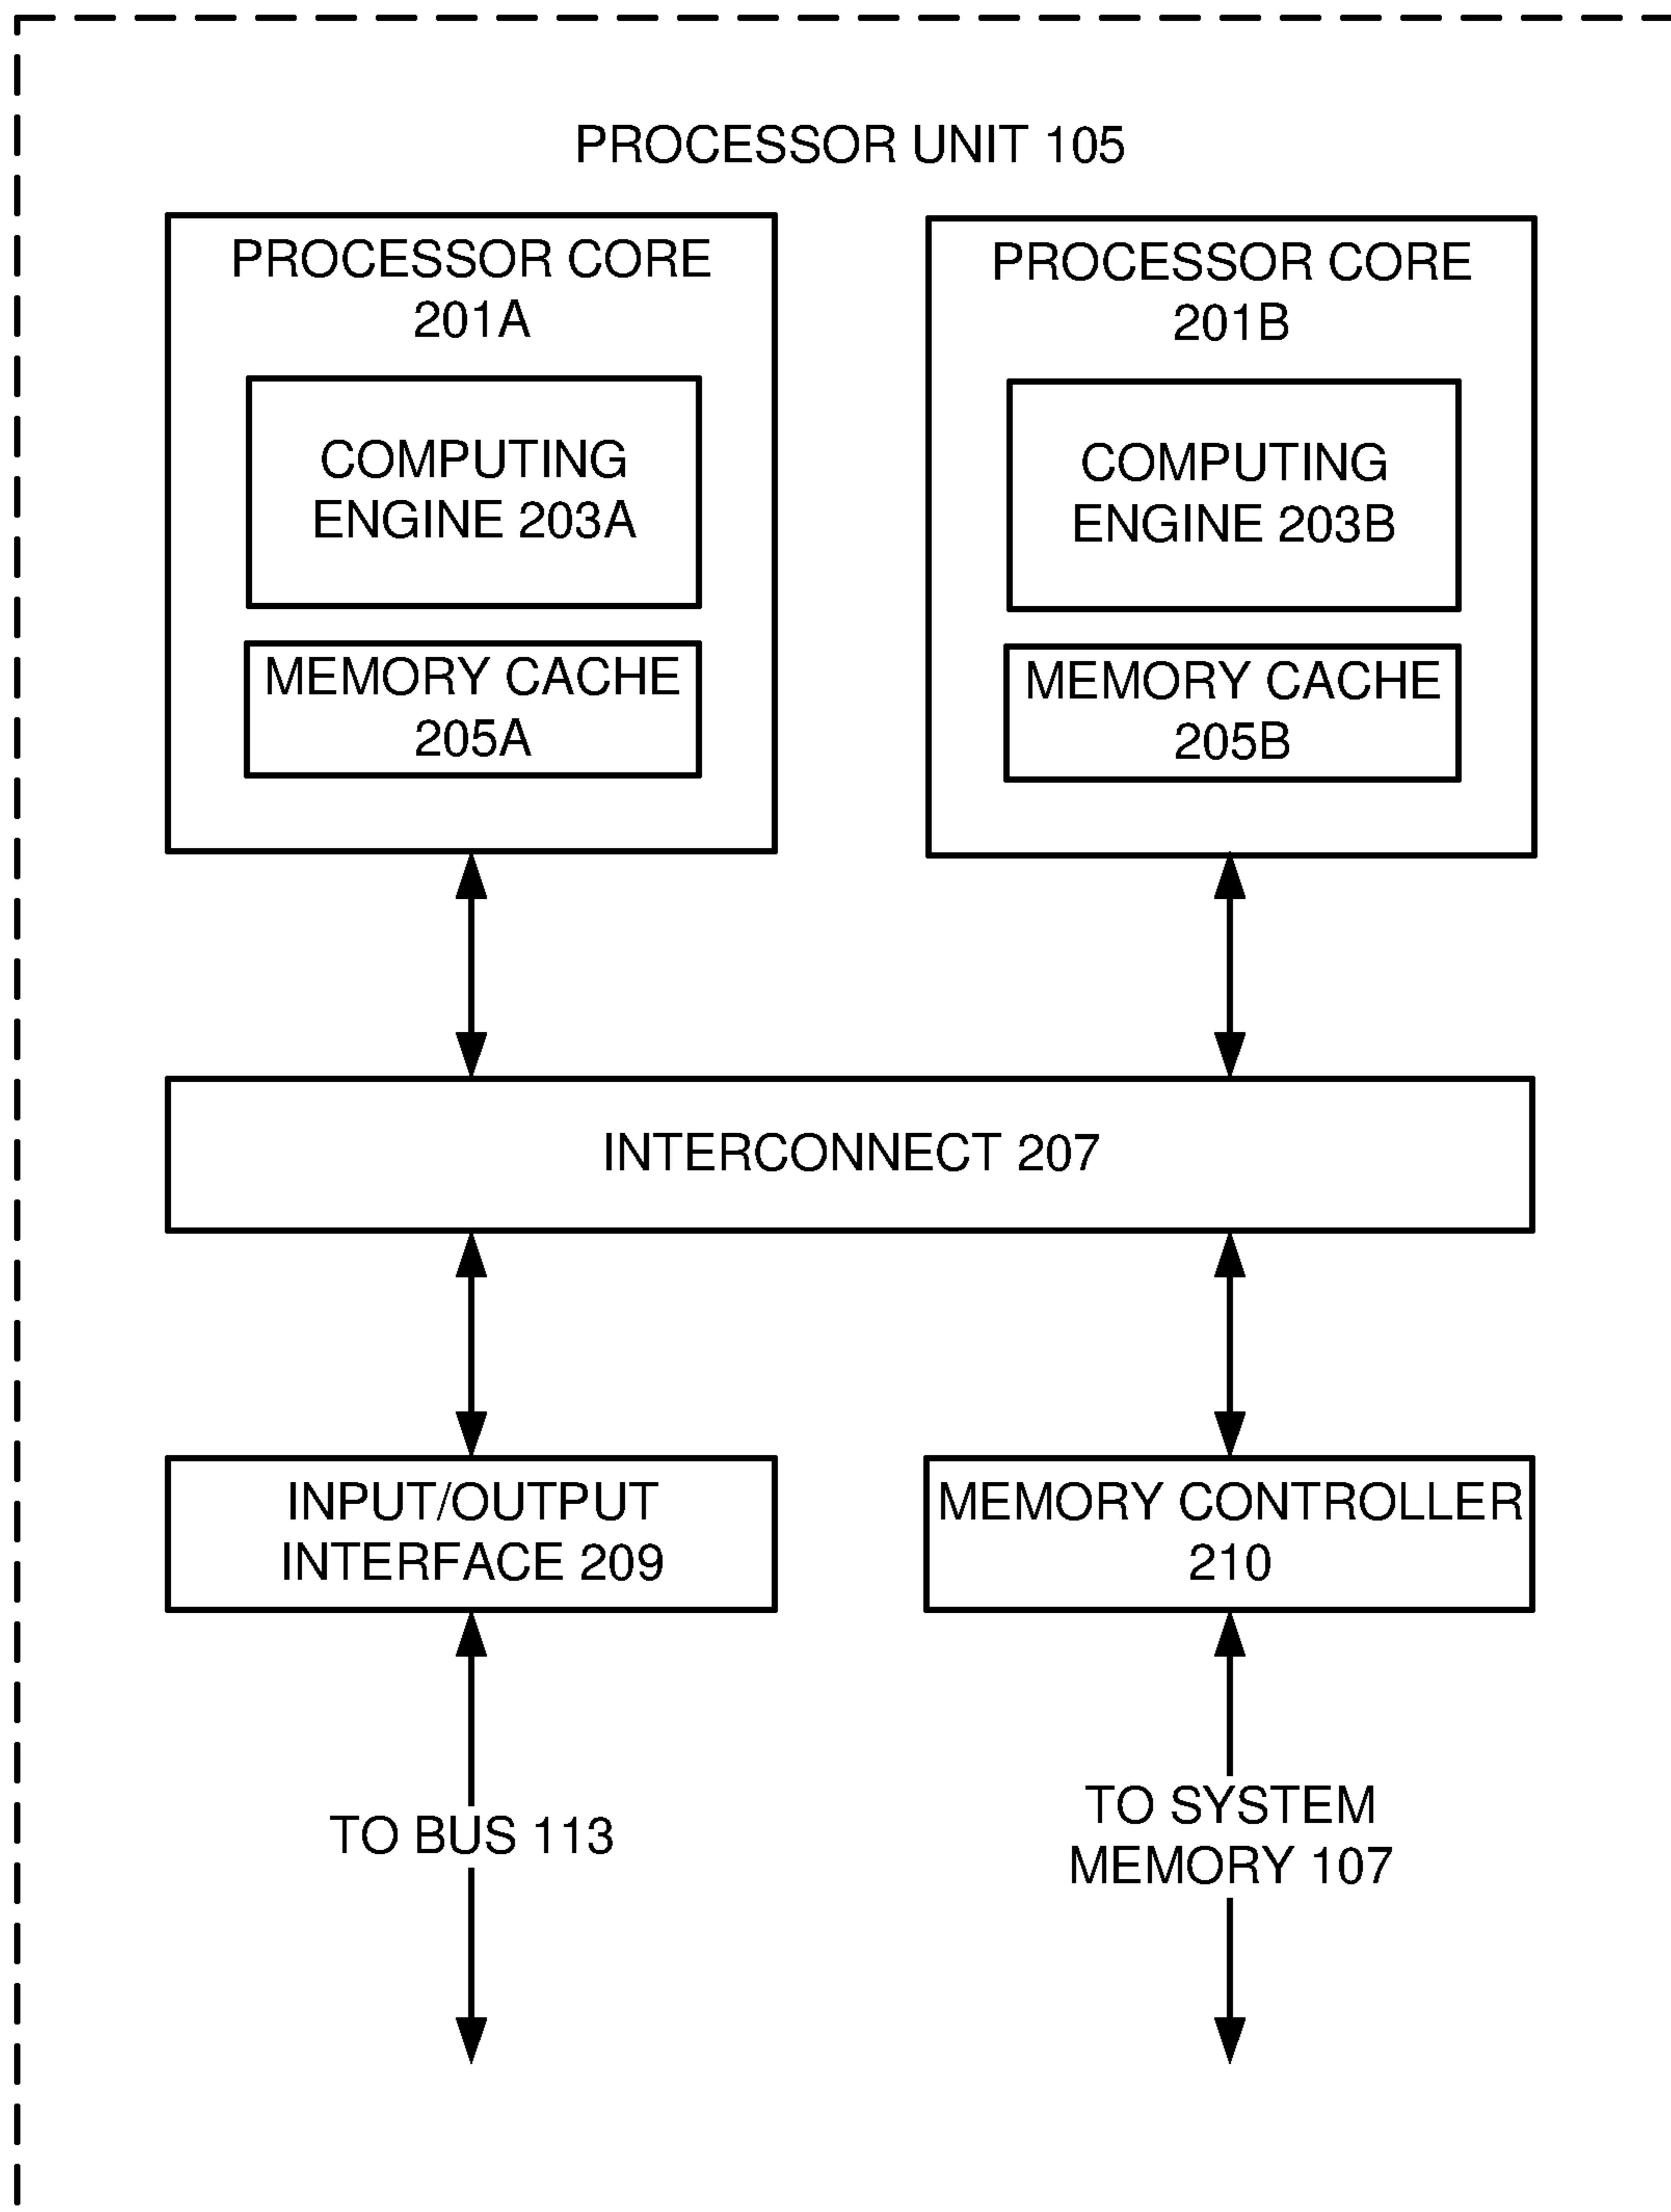 PROCESSOR UNIT 105
PROCESSOR CORE
201A
COMPUTING
ENGINE 203A
MEMORY CACHE
205A
PROCESSOR CORE
201B
COMPUTING
ENGINE 203B
MEMORY CACHE
205B
INTERCONNECT 207
INPUT/OUTPUT
INTERFACE 209
MEMORY CONTROLLER
210
TO BUS 113
TO SYSTEM
MEMORY 107